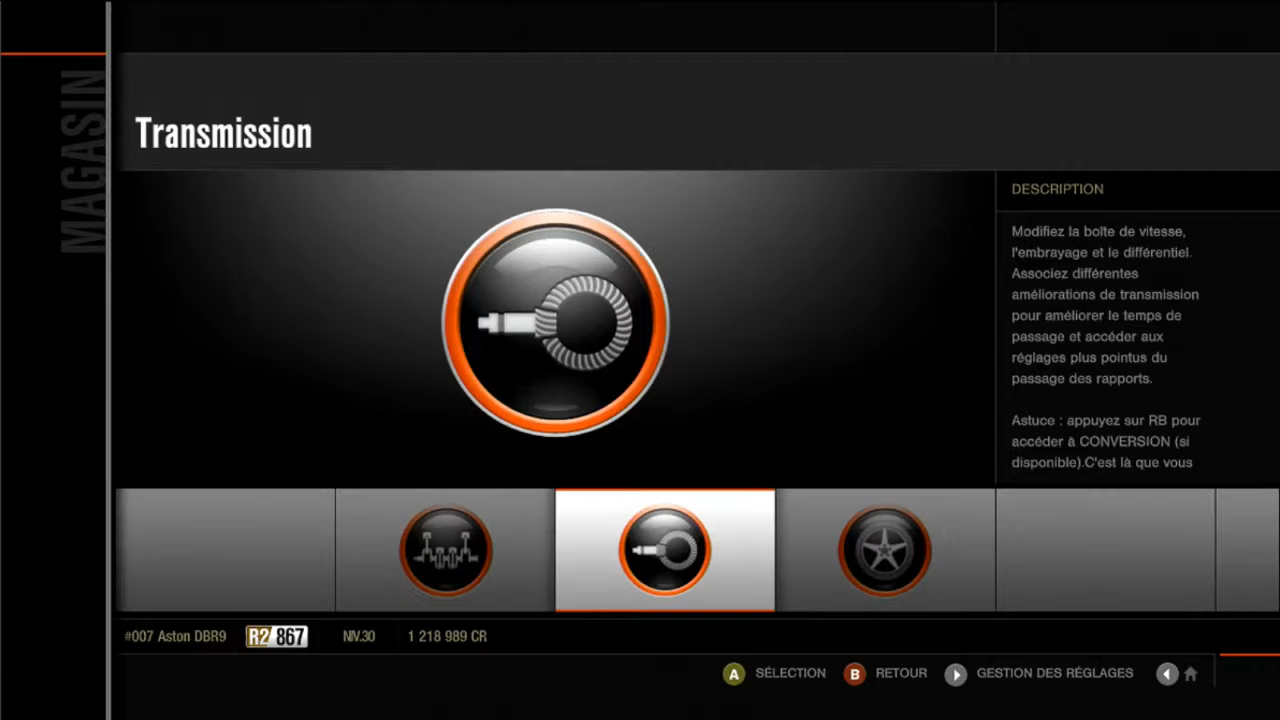 MAGASIN
Transmission
DESCRIPTION
Modifiez la boîte de vitesse,
l'embrayage et le différentiel.
Associez différentes
améliorations de transmission
pour améliorer le temps de
passage et accéder aux
réglages plus pointus du
passage des rapports.
Astuce : appuyez sur RB pour
accéder à CONVERSION (si
disponible).C'est là que vous
#007 Aston DBR9
R2 867
NIV.30
1 218 989 CR
A SÉLECTION
B RETOUR
GESTION DES RÉGLAGES